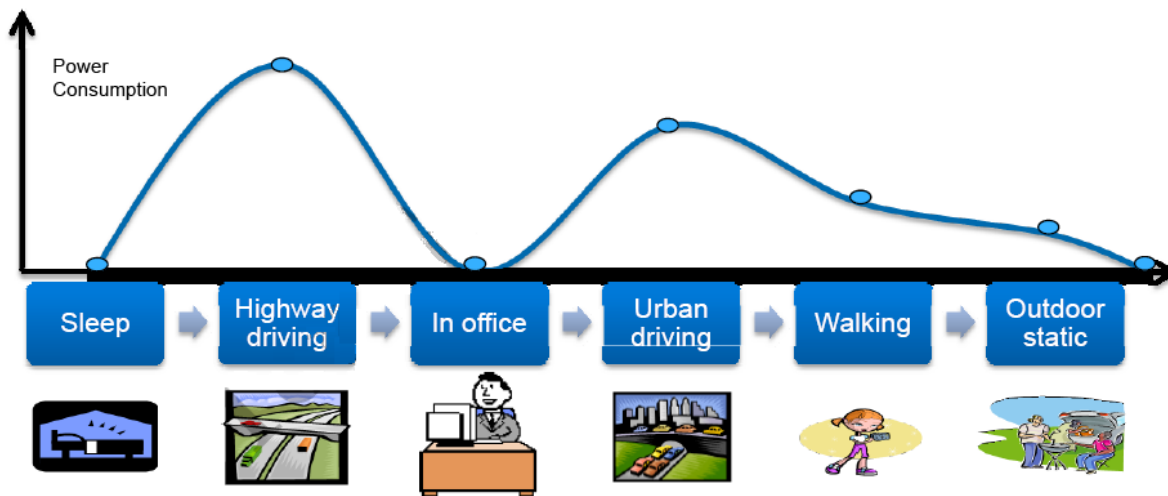 Power
Consumption
Sleep
Highway
driving
In office
Urban
driving
Walking
Outdoor
static